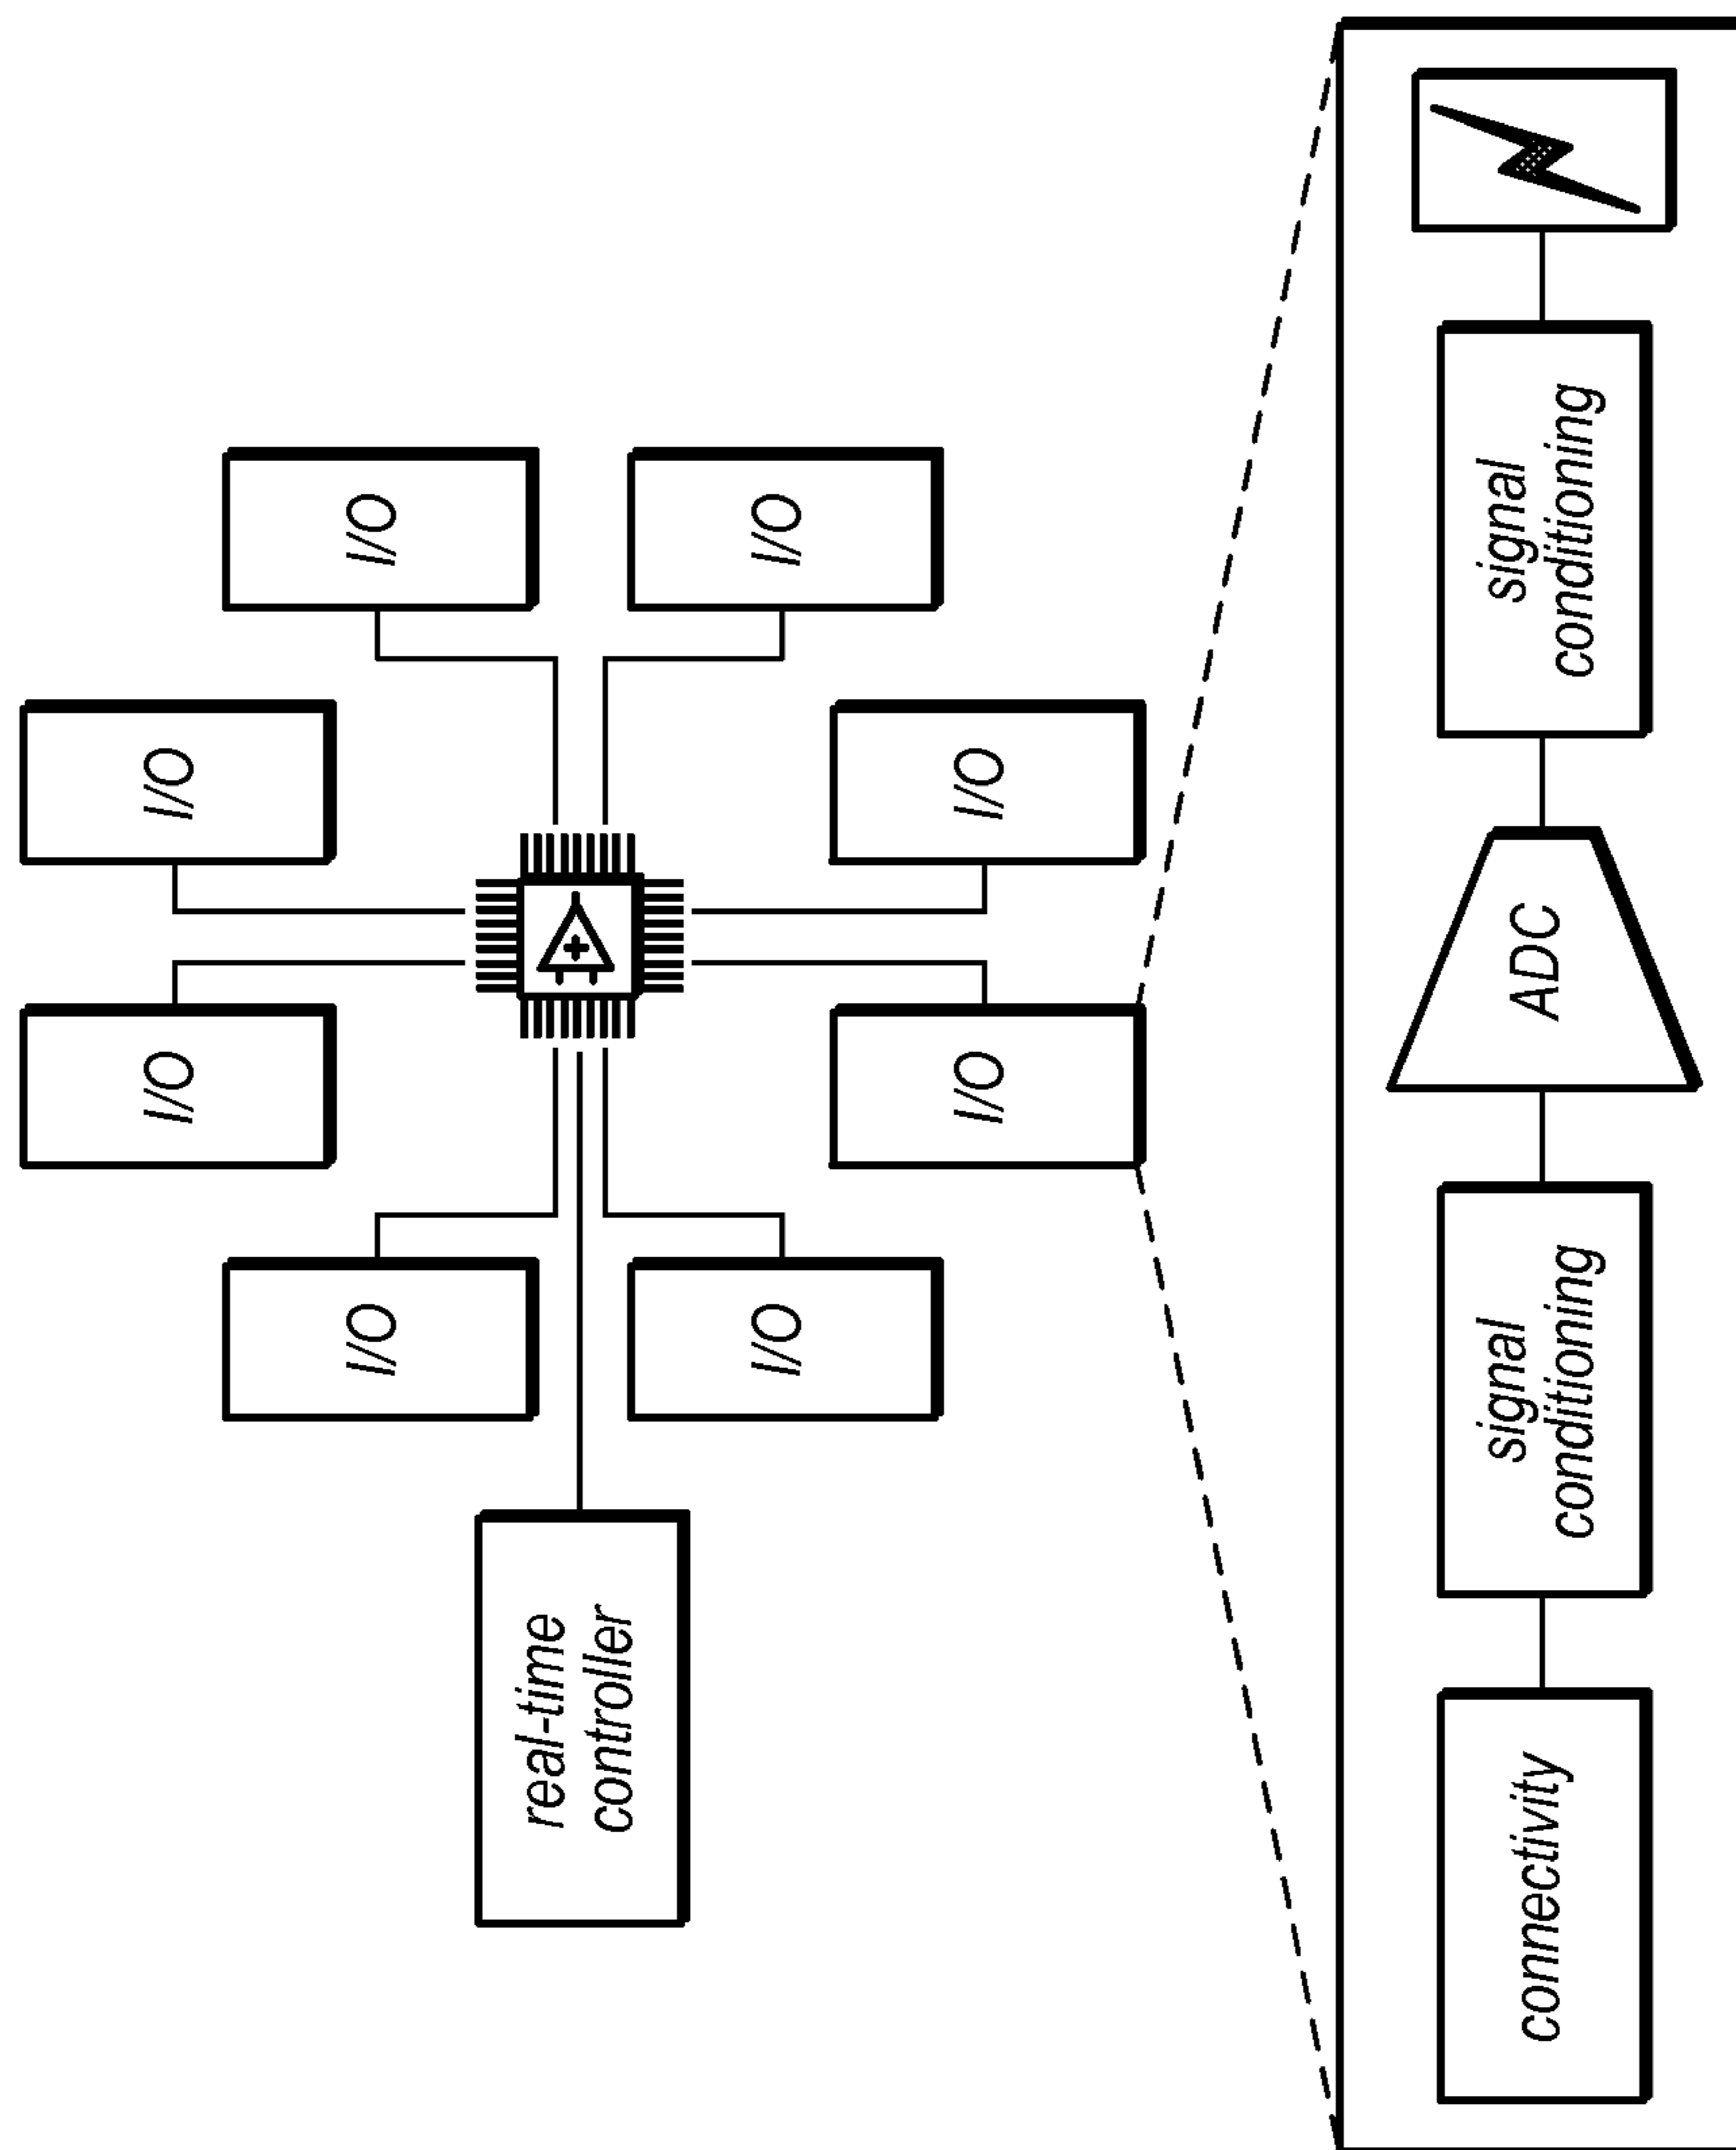 I/O
I/O
I/O
I/O
real-time
controller
I/O
I/O
I/O
I/O
connectivity
signal
conditioning
ADC
signal
conditioning